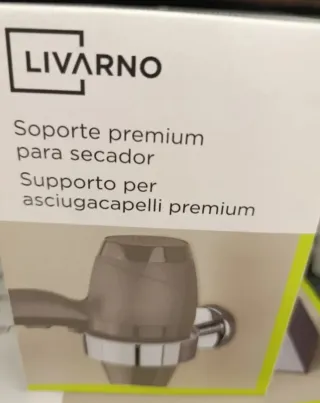 LIVARNO
Soporte premium
para secador
Supporto per
asciugacapelli premium